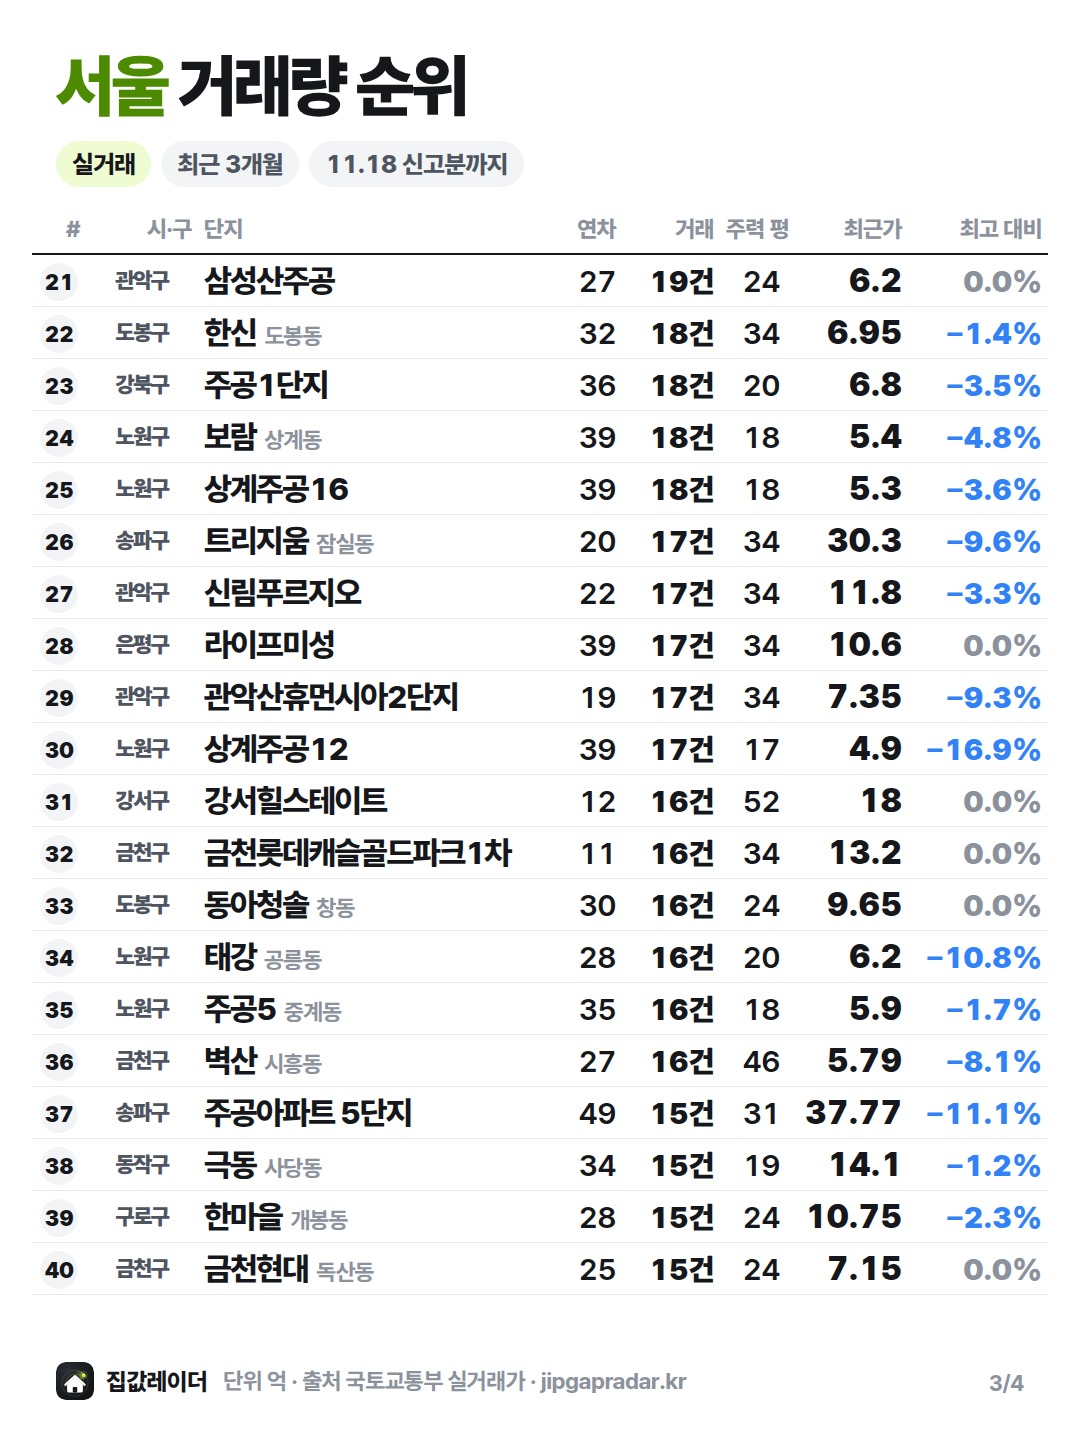 서울 거래량 순위
실거래 최근 3개월 11.18 신고분까지
# 시·구 단지 연차 거래 주력 평 최근가 최고 대비
21 관악구 삼성산주공 27 19건 24 6.2 0.0%
22 도봉구 한신 도봉동 32 18건 34 6.95 −1.4%
23 강북구 주공1단지 36 18건 20 6.8 −3.5%
24 노원구 보람 상계동 39 18건 18 5.4 −4.8%
25 노원구 상계주공16 39 18건 18 5.3 −3.6%
26 송파구 트리지움 잠실동 20 17건 34 30.3 −9.6%
27 관악구 신림푸르지오 22 17건 34 11.8 −3.3%
28 은평구 라이프미성 39 17건 34 10.6 0.0%
29 관악구 관악산휴먼시아2단지 19 17건 34 7.35 −9.3%
30 노원구 상계주공12 39 17건 17 4.9 −16.9%
31 강서구 강서힐스테이트 12 16건 52 18 0.0%
32 금천구 금천롯데캐슬골드파크1차 11 16건 34 13.2 0.0%
33 도봉구 동아청솔 창동 30 16건 24 9.65 0.0%
34 노원구 태강 공릉동 28 16건 20 6.2 −10.8%
35 노원구 주공5 중계동 35 16건 18 5.9 −1.7%
36 금천구 벽산 시흥동 27 16건 46 5.79 −8.1%
37 송파구 주공아파트 5단지 49 15건 31 37.77 −11.1%
38 동작구 극동 사당동 34 15건 19 14.1 −1.2%
39 구로구 한마을 개봉동 28 15건 24 10.75 −2.3%
40 금천구 금천현대 독산동 25 15건 24 7.15 0.0%
집값레이더 단위 억 · 출처 국토교통부 실거래가 · jipgapradar.kr 3/4